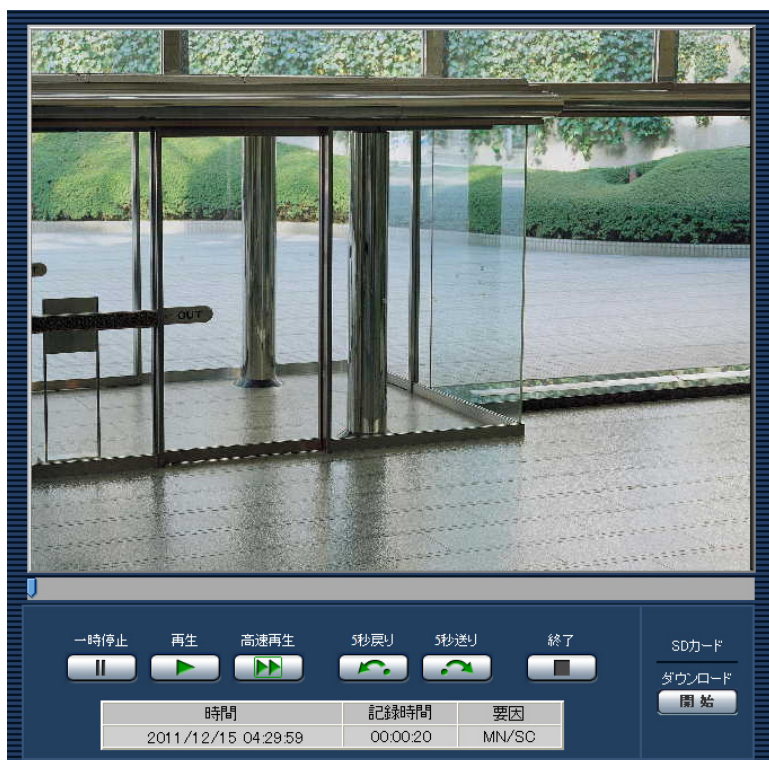 OUT
一時停止 再生 高速再生 5秒戻り 5秒送り 終了
SDカード
ダウンロード
開始
時間 記録時間 要因
2011/12/15 04:29:59 00:00:20 MN/SC